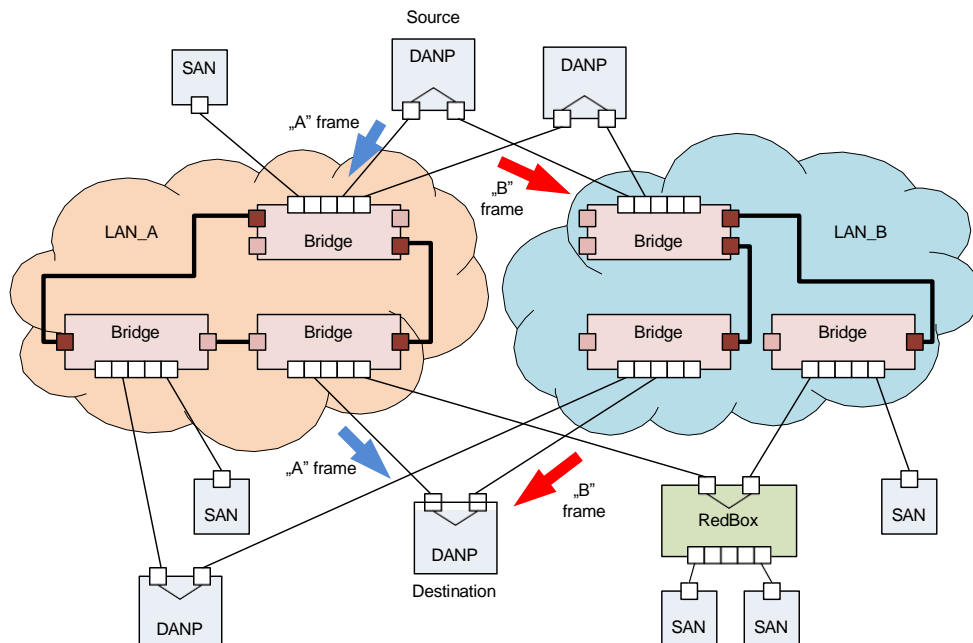 Source
SAN
DANP
DANP
„A” frame
„B”
frame
LAN_A
Bridge
Bridge
LAN_B
Bridge
Bridge
Bridge
Bridge
„A” frame
„B”
frame
SAN
DANP
Destination
RedBox
SAN
DANP
SAN
SAN